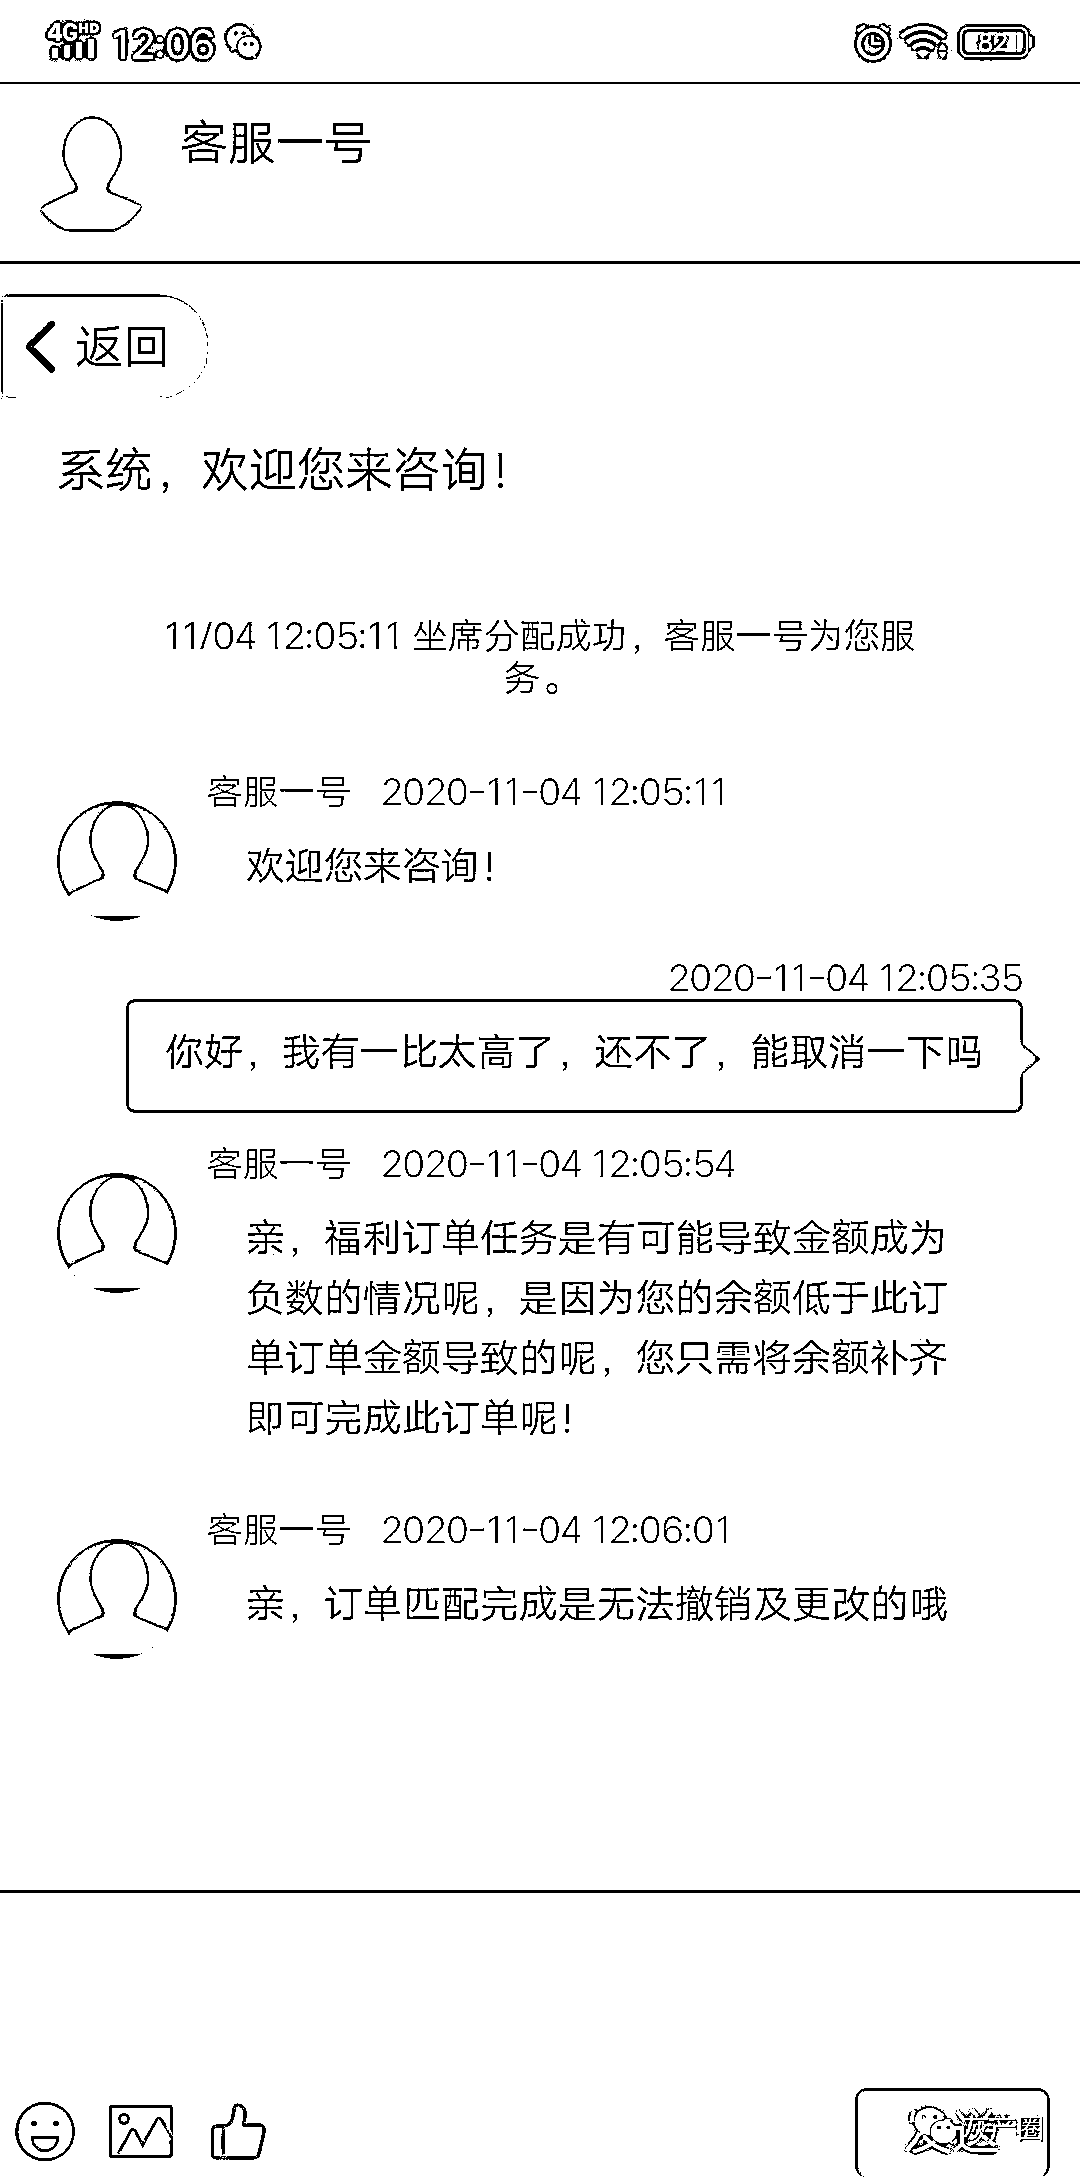 4GHD 12:06 82
客服一号
返回
系统，欢迎您来咨询！
11/04 12:05:11 坐席分配成功，客服一号为您服
务。
客服一号 2020-11-04 12:05:11
欢迎您来咨询！
2020-11-04 12:05:35
你好，我有一比太高了，还不了，能取消一下吗
客服一号 2020-11-04 12:05:54
亲，福利订单任务是有可能导致金额成为
负数的情况呢，是因为您的余额低于此订
单订单金额导致的呢，您只需将余额补齐
即可完成此订单呢！
客服一号 2020-11-04 12:06:01
亲，订单匹配完成是无法撤销及更改的哦